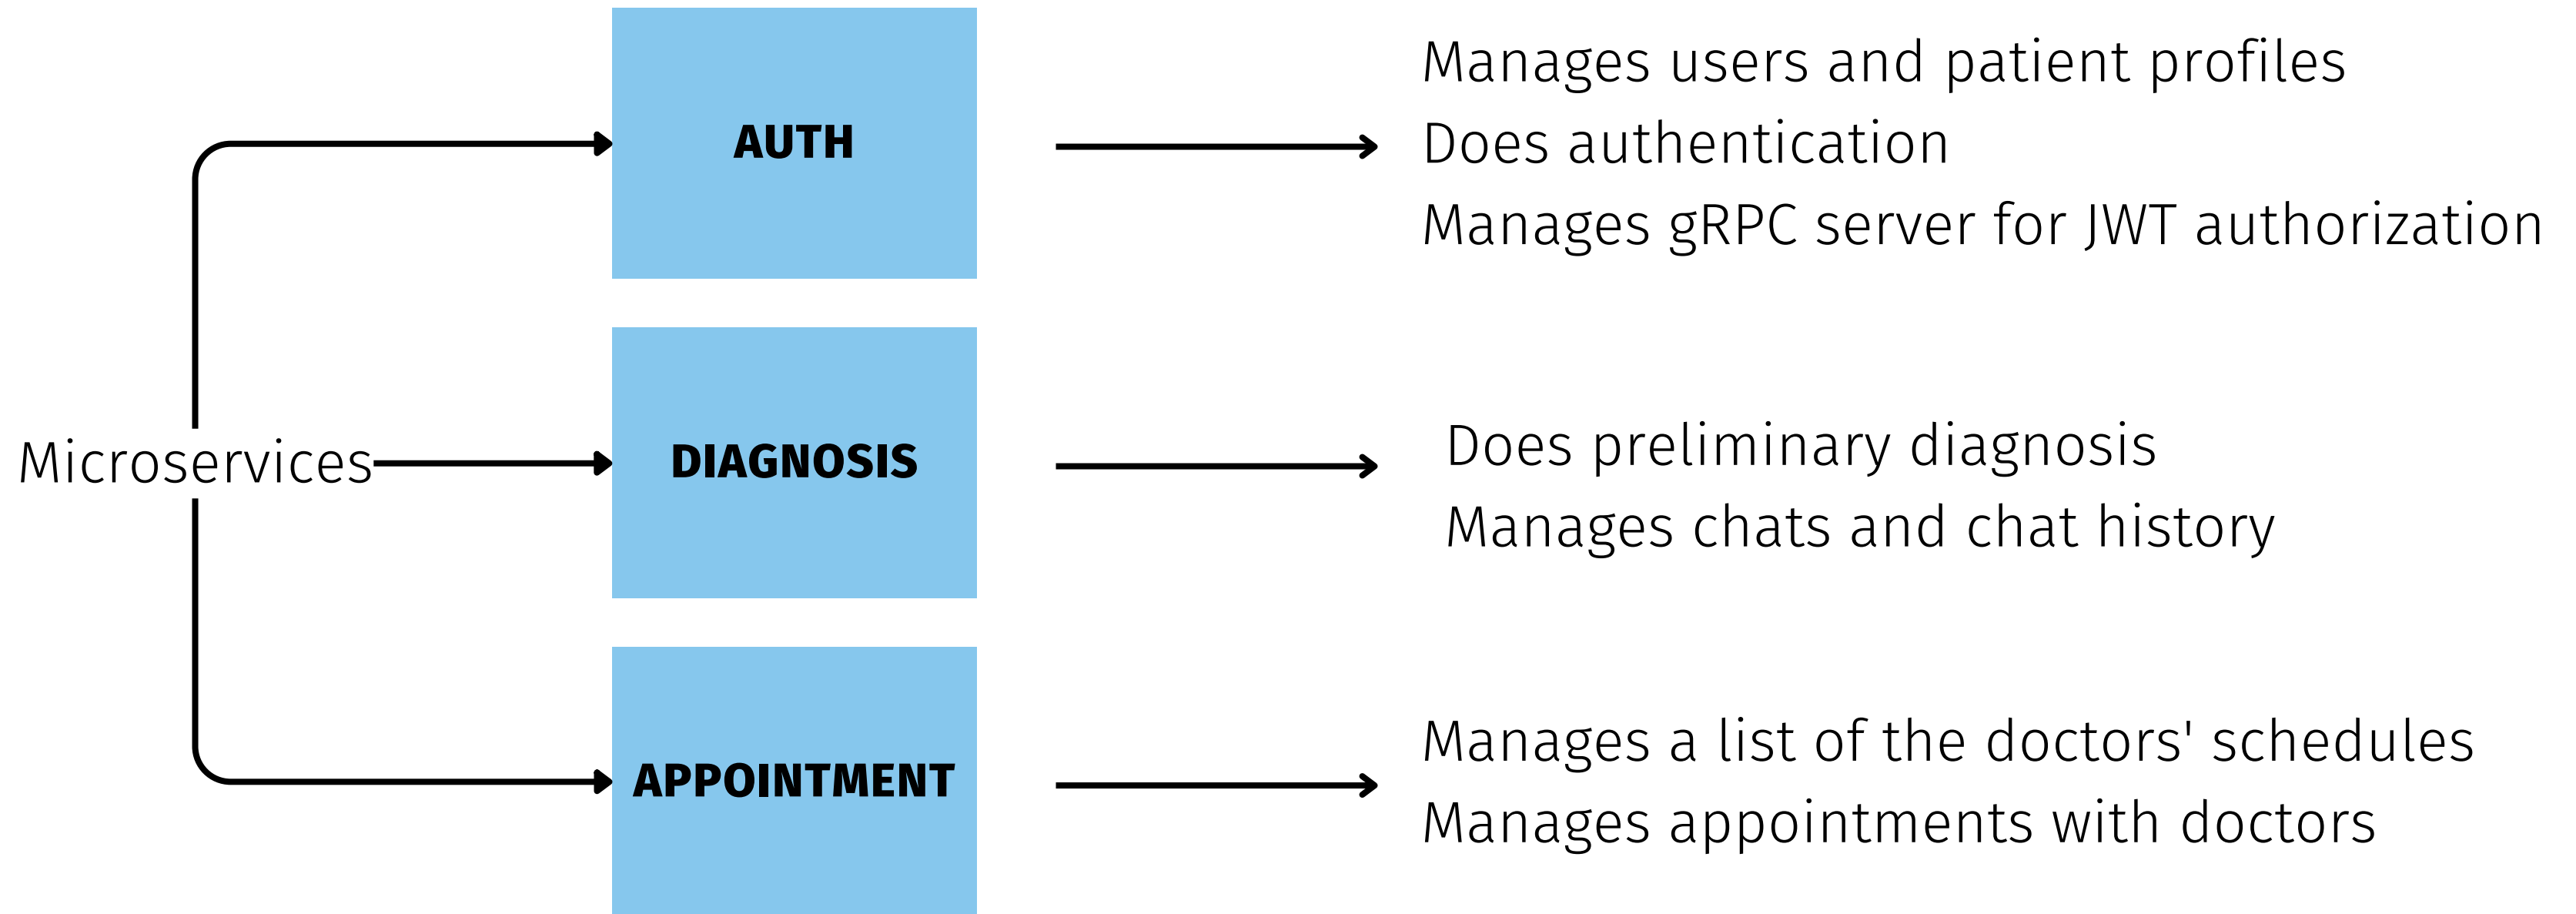 Microservices
AUTH
Manages users and patient profiles
Does authentication
Manages gRPC server for JWT authorization
DIAGNOSIS
Does preliminary diagnosis
Manages chats and chat history
APPOINTMENT
Manages a list of the doctors' schedules
Manages appointments with doctors